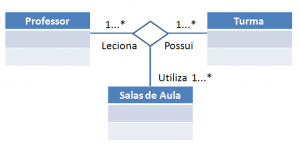 Professor
1...*
1...*
Turma
Leciona
Possui
Utiliza 1...*
Salas de Aula